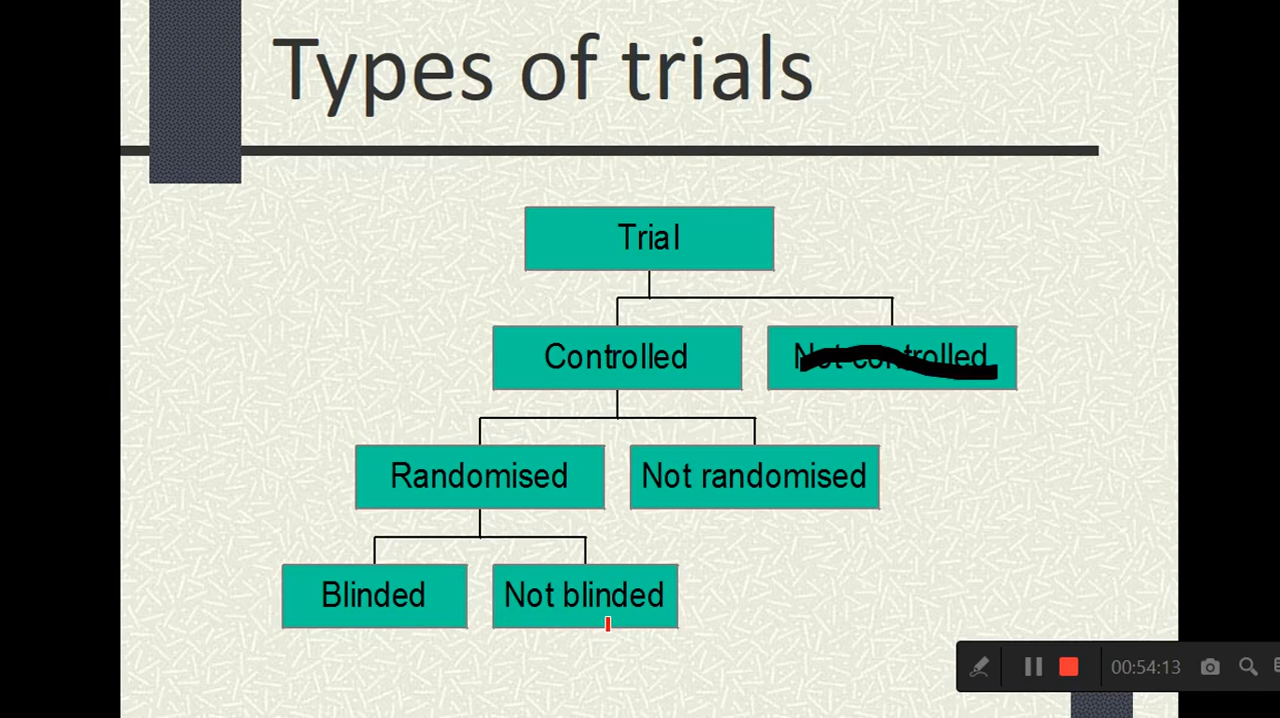 Types of trials
Trial
Controlled
Not controlled
Randomised
Not randomised
Blinded
Not blinded
00:54:13